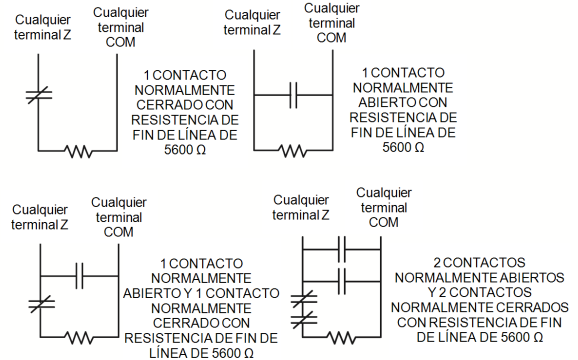 Cualquier
terminal Z
Cualquier
terminal
COM
1 CONTACTO
NORMALMENTE
CERRADO CON
RESISTENCIA DE
FIN DE LÍNEA DE
5600 Ω
Cualquier
terminal Z
Cualquier
terminal
COM
1 CONTACTO
NORMALMENTE
ABIERTO CON
RESISTENCIA DE
FIN DE LÍNEA DE
5600 Ω
Cualquier
terminal Z
Cualquier
terminal
COM
1 CONTACTO
NORMALMENTE
ABIERTO Y 1 CONTACTO
NORMALMENTE
CERRADO CON
RESISTENCIA DE FIN DE
LÍNEA DE 5600 Ω
Cualquier
terminal Z
Cualquier
terminal
COM
2 CONTACTOS
NORMALMENTE ABIERTOS
Y 2 CONTACTOS
NORMALMENTE CERRADOS
CON RESISTENCIA DE FIN
DE LÍNEA DE 5600 Ω